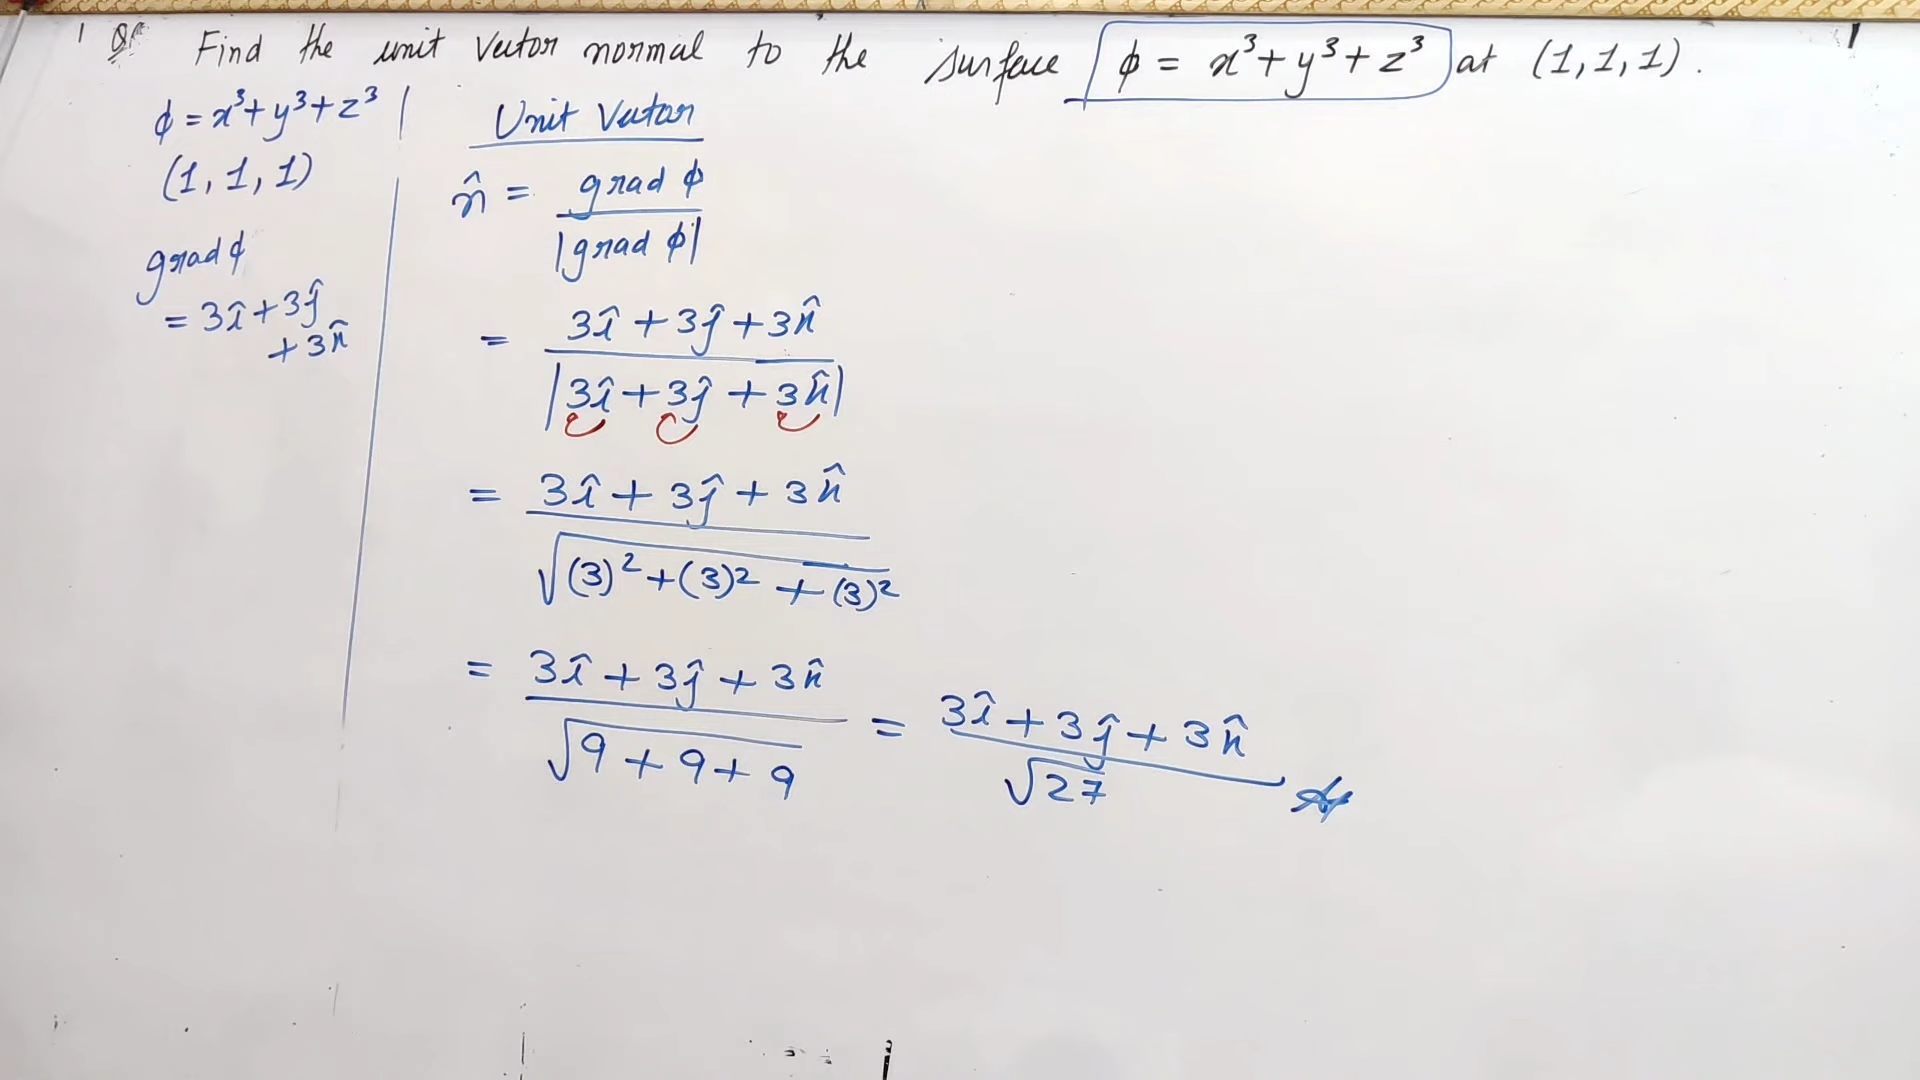 Q. Find the unit vector normal to the surface ϕ = x³ + y³ + z³ at (1, 1, 1).
ϕ = x³ + y³ + z³
(1, 1, 1)
grad ϕ
= 3î + 3ĵ
+ 3k̂
Unit Vector
n̂ = grad ϕ / |grad ϕ|
= 3î + 3ĵ + 3k̂ / |3î + 3ĵ + 3k̂|
= 3î + 3ĵ + 3k̂ / √(3)² + (3)² + (3)²
= 3î + 3ĵ + 3k̂ / √9 + 9 + 9 = 3î + 3ĵ + 3k̂ / √27